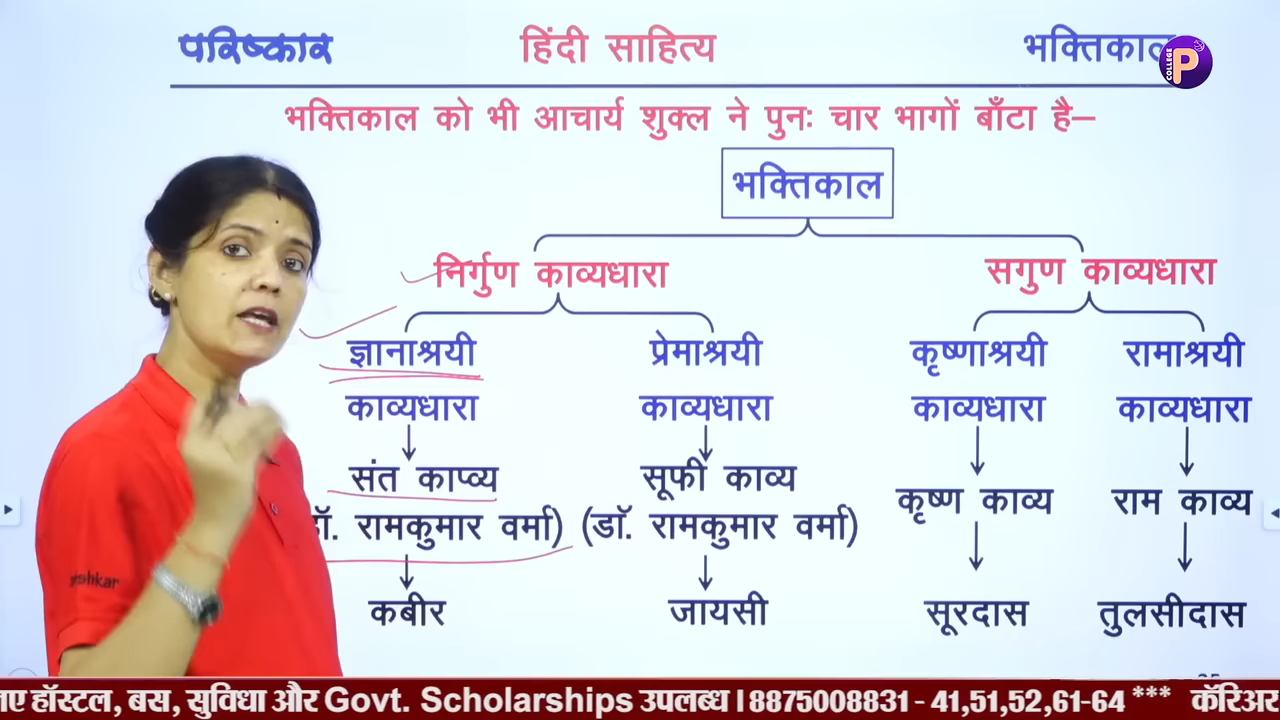 परिष्कार हिंदी साहित्य भक्तिकाल
COLLEGE P
भक्तिकाल को भी आचार्य शुक्ल ने पुनः चार भागों बाँटा है–
भक्तिकाल
निर्गुण काव्यधारा सगुण काव्यधारा
ज्ञानाश्रयी प्रेमाश्रयी कृष्णाश्रयी रामाश्रयी
काव्यधारा काव्यधारा काव्यधारा काव्यधारा
संत काप्व्य सूफी काव्य कृष्ण काव्य राम काव्य
रामकुमार वर्मा) (डॉ. रामकुमार वर्मा)
कबीर जायसी सूरदास तुलसीदास
हॉस्टल, बस, सुविधा और Govt. Scholarships उपलब्ध । 8875008831 - 41,51,52,61-64 *** कॅरिअर